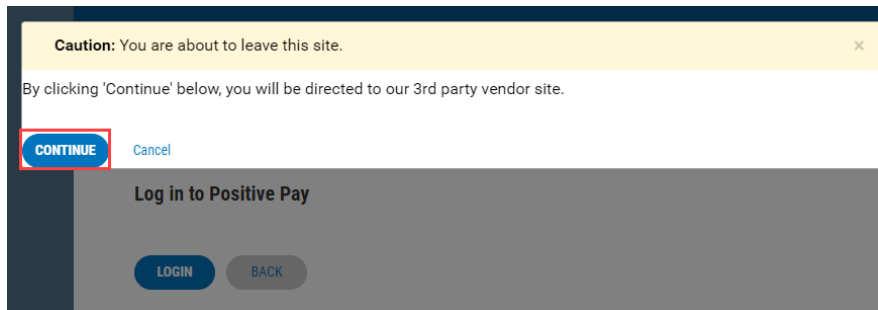 Caution: You are about to leave this site. ×
By clicking 'Continue' below, you will be directed to our 3rd party vendor site.
CONTINUE Cancel
Log in to Positive Pay
LOGIN BACK